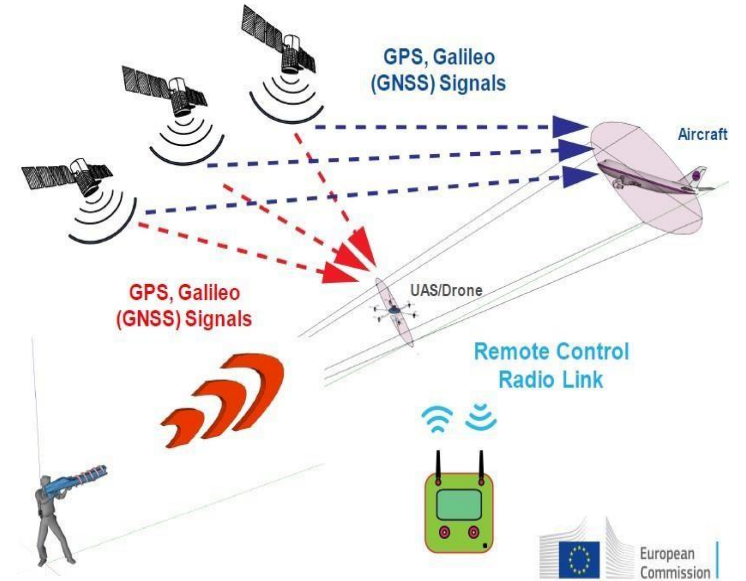 GPS, Galileo
(GNSS) Signals
Aircraft
GPS, Galileo
(GNSS) Signals
UAS/Drone
Remote Control
Radio Link
European
Commission